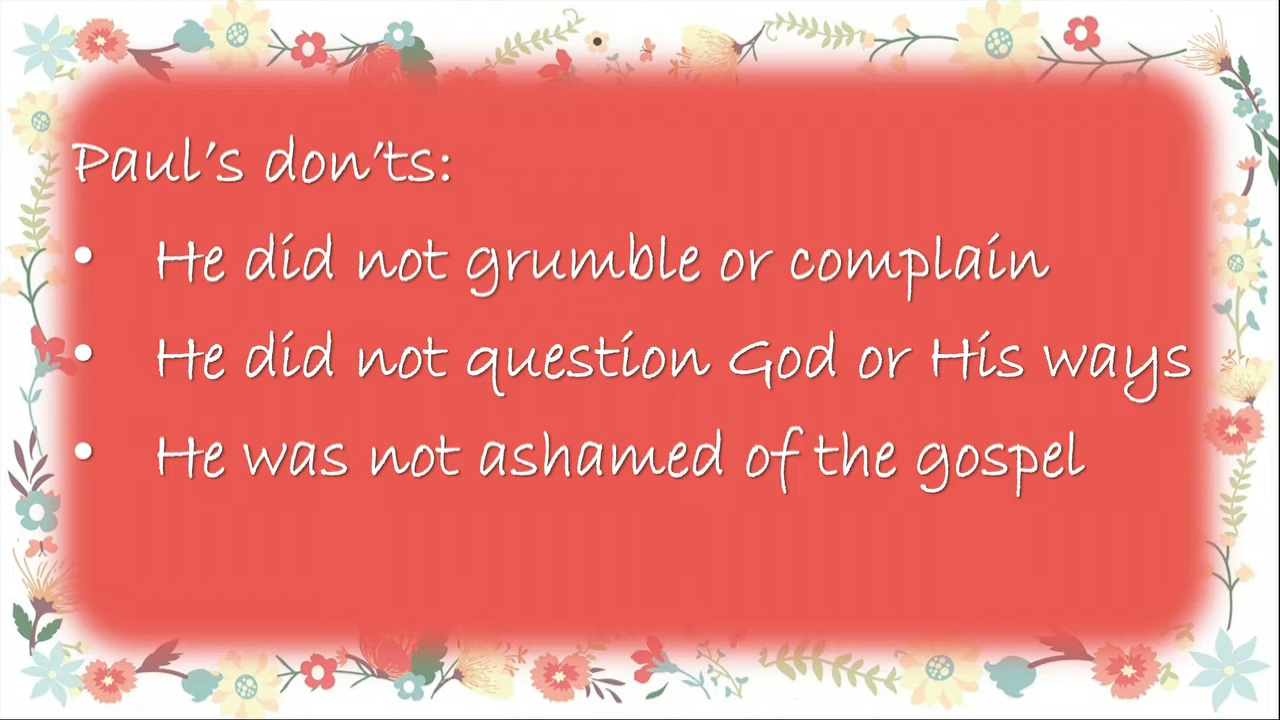 Paul’s don’ts:
• He did not grumble or complain
• He did not question God or His ways
• He was not ashamed of the gospel